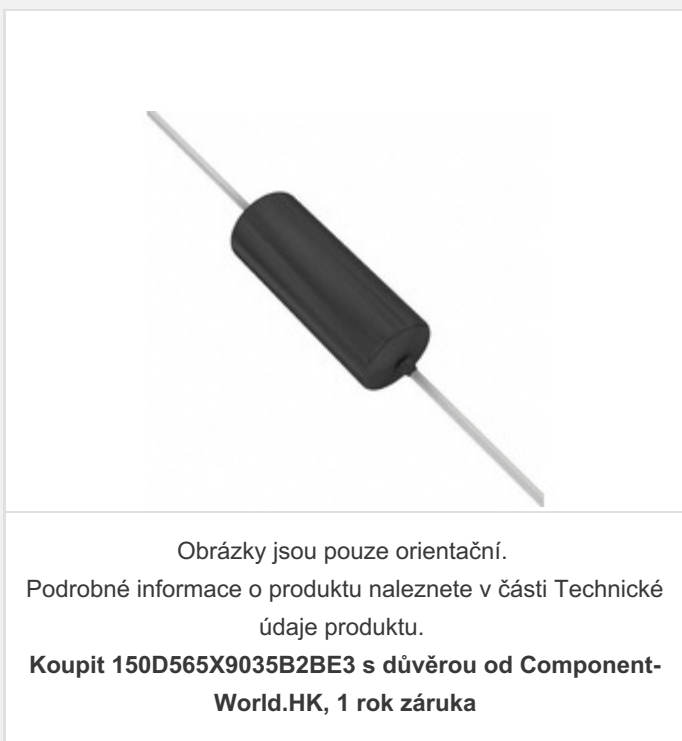 Obrázky jsou pouze orientační.
Podrobné informace o produktu naleznete v části Technické
údaje produktu.
Koupit 150D565X9035B2BE3 s důvěrou od Component-
World.HK, 1 rok záruka